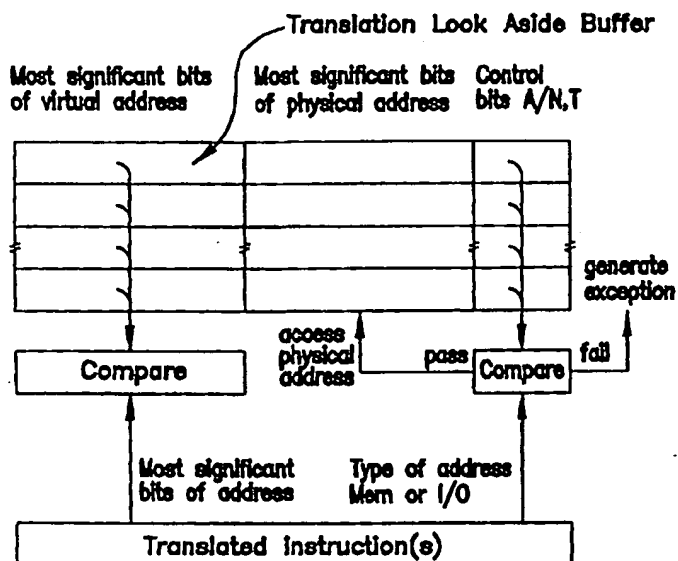 Translation Look Aside Buffer
Most significant bits
of virtual address
Most significant bits
of physical address
Control
bits A/N,T
generate
exception
access
physical
address
pass
fail
Compare
Compare
Most significant
bits of address
Type of address
Mem or I/O
Translated instruction(s)